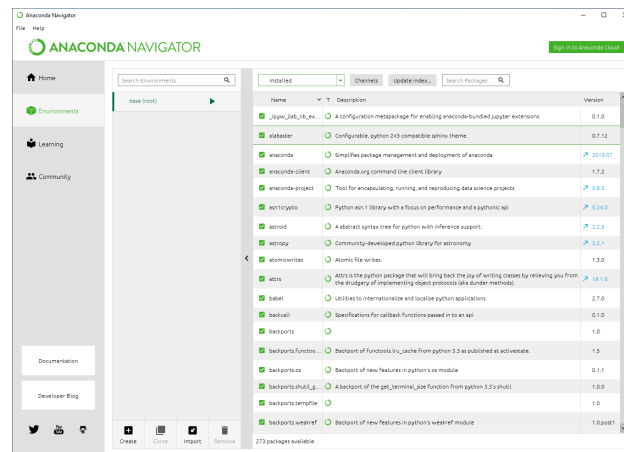 Anaconda Navigator
File Help
ANACONDA NAVIGATOR
Sign in to Anaconda Cloud
Home
Environments
Learning
Community
Documentation
Developer Blog
Search Environments
base (root)
Create Clone Import Remove
Installed Channels Update index... Search Packages
Name T Description Version
_ipyw_jlab_nb_ex... A configuration metapackage for enabling anaconda-bundled jupyter extensions 0.1.0
alabaster Configurable, python 2+3 compatible sphinx theme. 0.7.12
anaconda Simplifies package management and deployment of anaconda 2019.07
anaconda-client Anaconda.org command line client library 1.7.2
anaconda-project Tool for encapsulating, running, and reproducing data science projects 0.8.3
asn1crypto Python asn.1 library with a focus on performance and a pythonic api 0.24.0
astroid A abstract syntax tree for python with inference support. 2.2.5
astropy Community-developed python library for astronomy 3.2.1
atomicwrites Atomic file writes. 1.3.0
attrs Attrs is the python package that will bring back the joy of writing classes by relieving you from
the drudgery of implementing object protocols (aka dunder methods). 19.1.0
babel Utilities to internationalize and localize python applications 2.7.0
backcall Specifications for callback functions passed in to an api 0.1.0
backports 1.0
backports.functoo... Backport of functools.lru_cache from python 3.3 as published at activestate. 1.5
backports.os Backport of new features in python's os module 0.1.1
backports.shutil_g... A backport of the get_terminal_size function from python 3.3's shutil. 1.0.0
backports.tempfile 1.0
backports.weakref Backport of new features in python's weakref module 1.0.post1
273 packages available